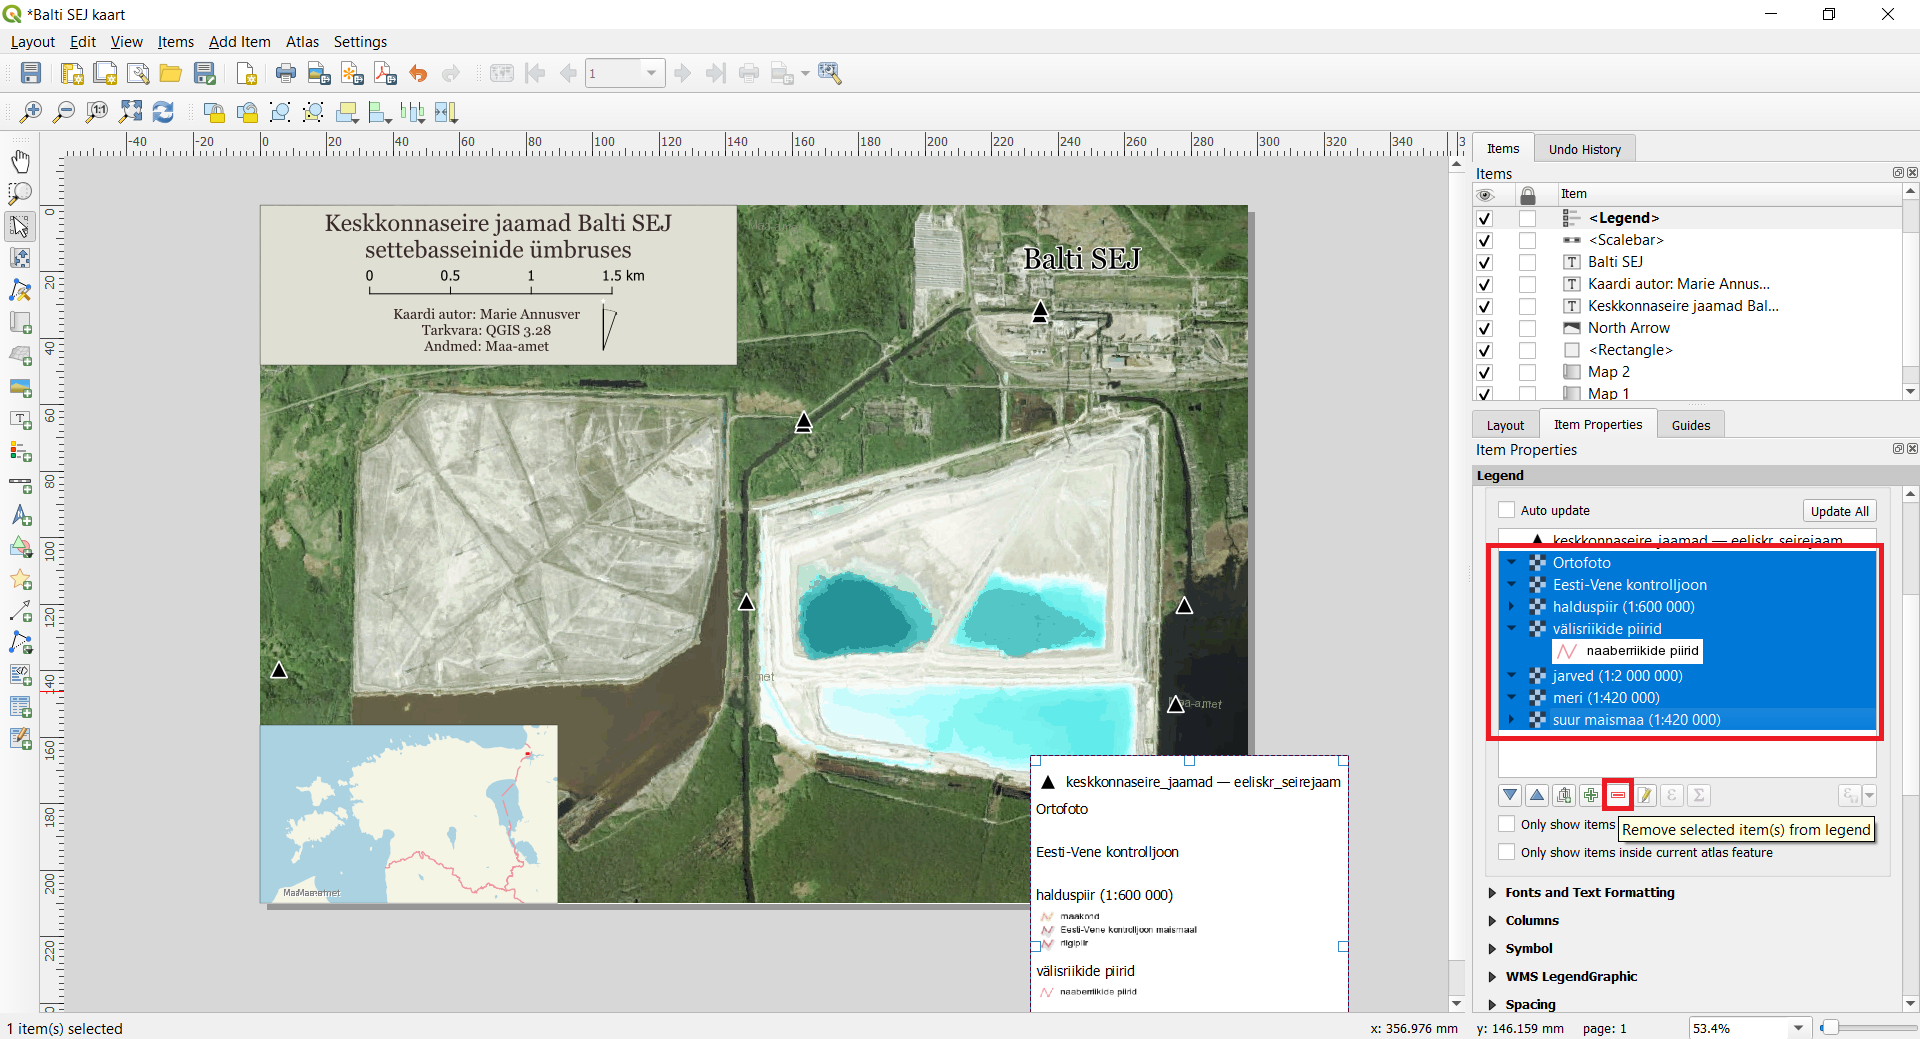 *Balti SEJ kaart
Layout Edit View Items Add Item Atlas Settings
1
-40 -20 0 20 40 60 80 100 120 140 160 180 200 220 240 260 280 300 320 340 3
0
20
40
60
80
100
120
140
160
180
200
220
Keskkonnaseire jaamad Balti SEJ
settebasseinide ümbruses
0 0.5 1 1.5 km
Kaardi autor: Marie Annusver
Tarkvara: QGIS 3.28
Andmed: Maa-amet
Balti SEJ
keskkonnaseire_jaamad — eeliskr_seirejaam
Ortofoto
Eesti-Vene kontrolljoon
halduspiir (1:600 000)
maakond
Eesti-Vene kontrolljoon maismaal
riigipiir
välisriikide piirid
naaberriikide piirid
Items Undo History
Items
Item
<Legend>
<Scalebar>
Balti SEJ
Kaardi autor: Marie Annus...
Keskkonnaseire jaamad Bal...
North Arrow
<Rectangle>
Map 2
Map 1
Layout Item Properties Guides
Item Properties
Legend
Auto update Update All
keskkonnaseire_jaamad — eeliskr_seirejaam
Ortofoto
Eesti-Vene kontrolljoon
halduspiir (1:600 000)
välisriikide piirid
naaberriikide piirid
jarved (1:2 000 000)
meri (1:420 000)
suur maismaa (1:420 000)
Only show items
Remove selected item(s) from legend
Only show items inside current atlas feature
Fonts and Text Formatting
Columns
Symbol
WMS LegendGraphic
Spacing
1 item(s) selected x: 356.976 mm y: 146.159 mm page: 1 53.4%